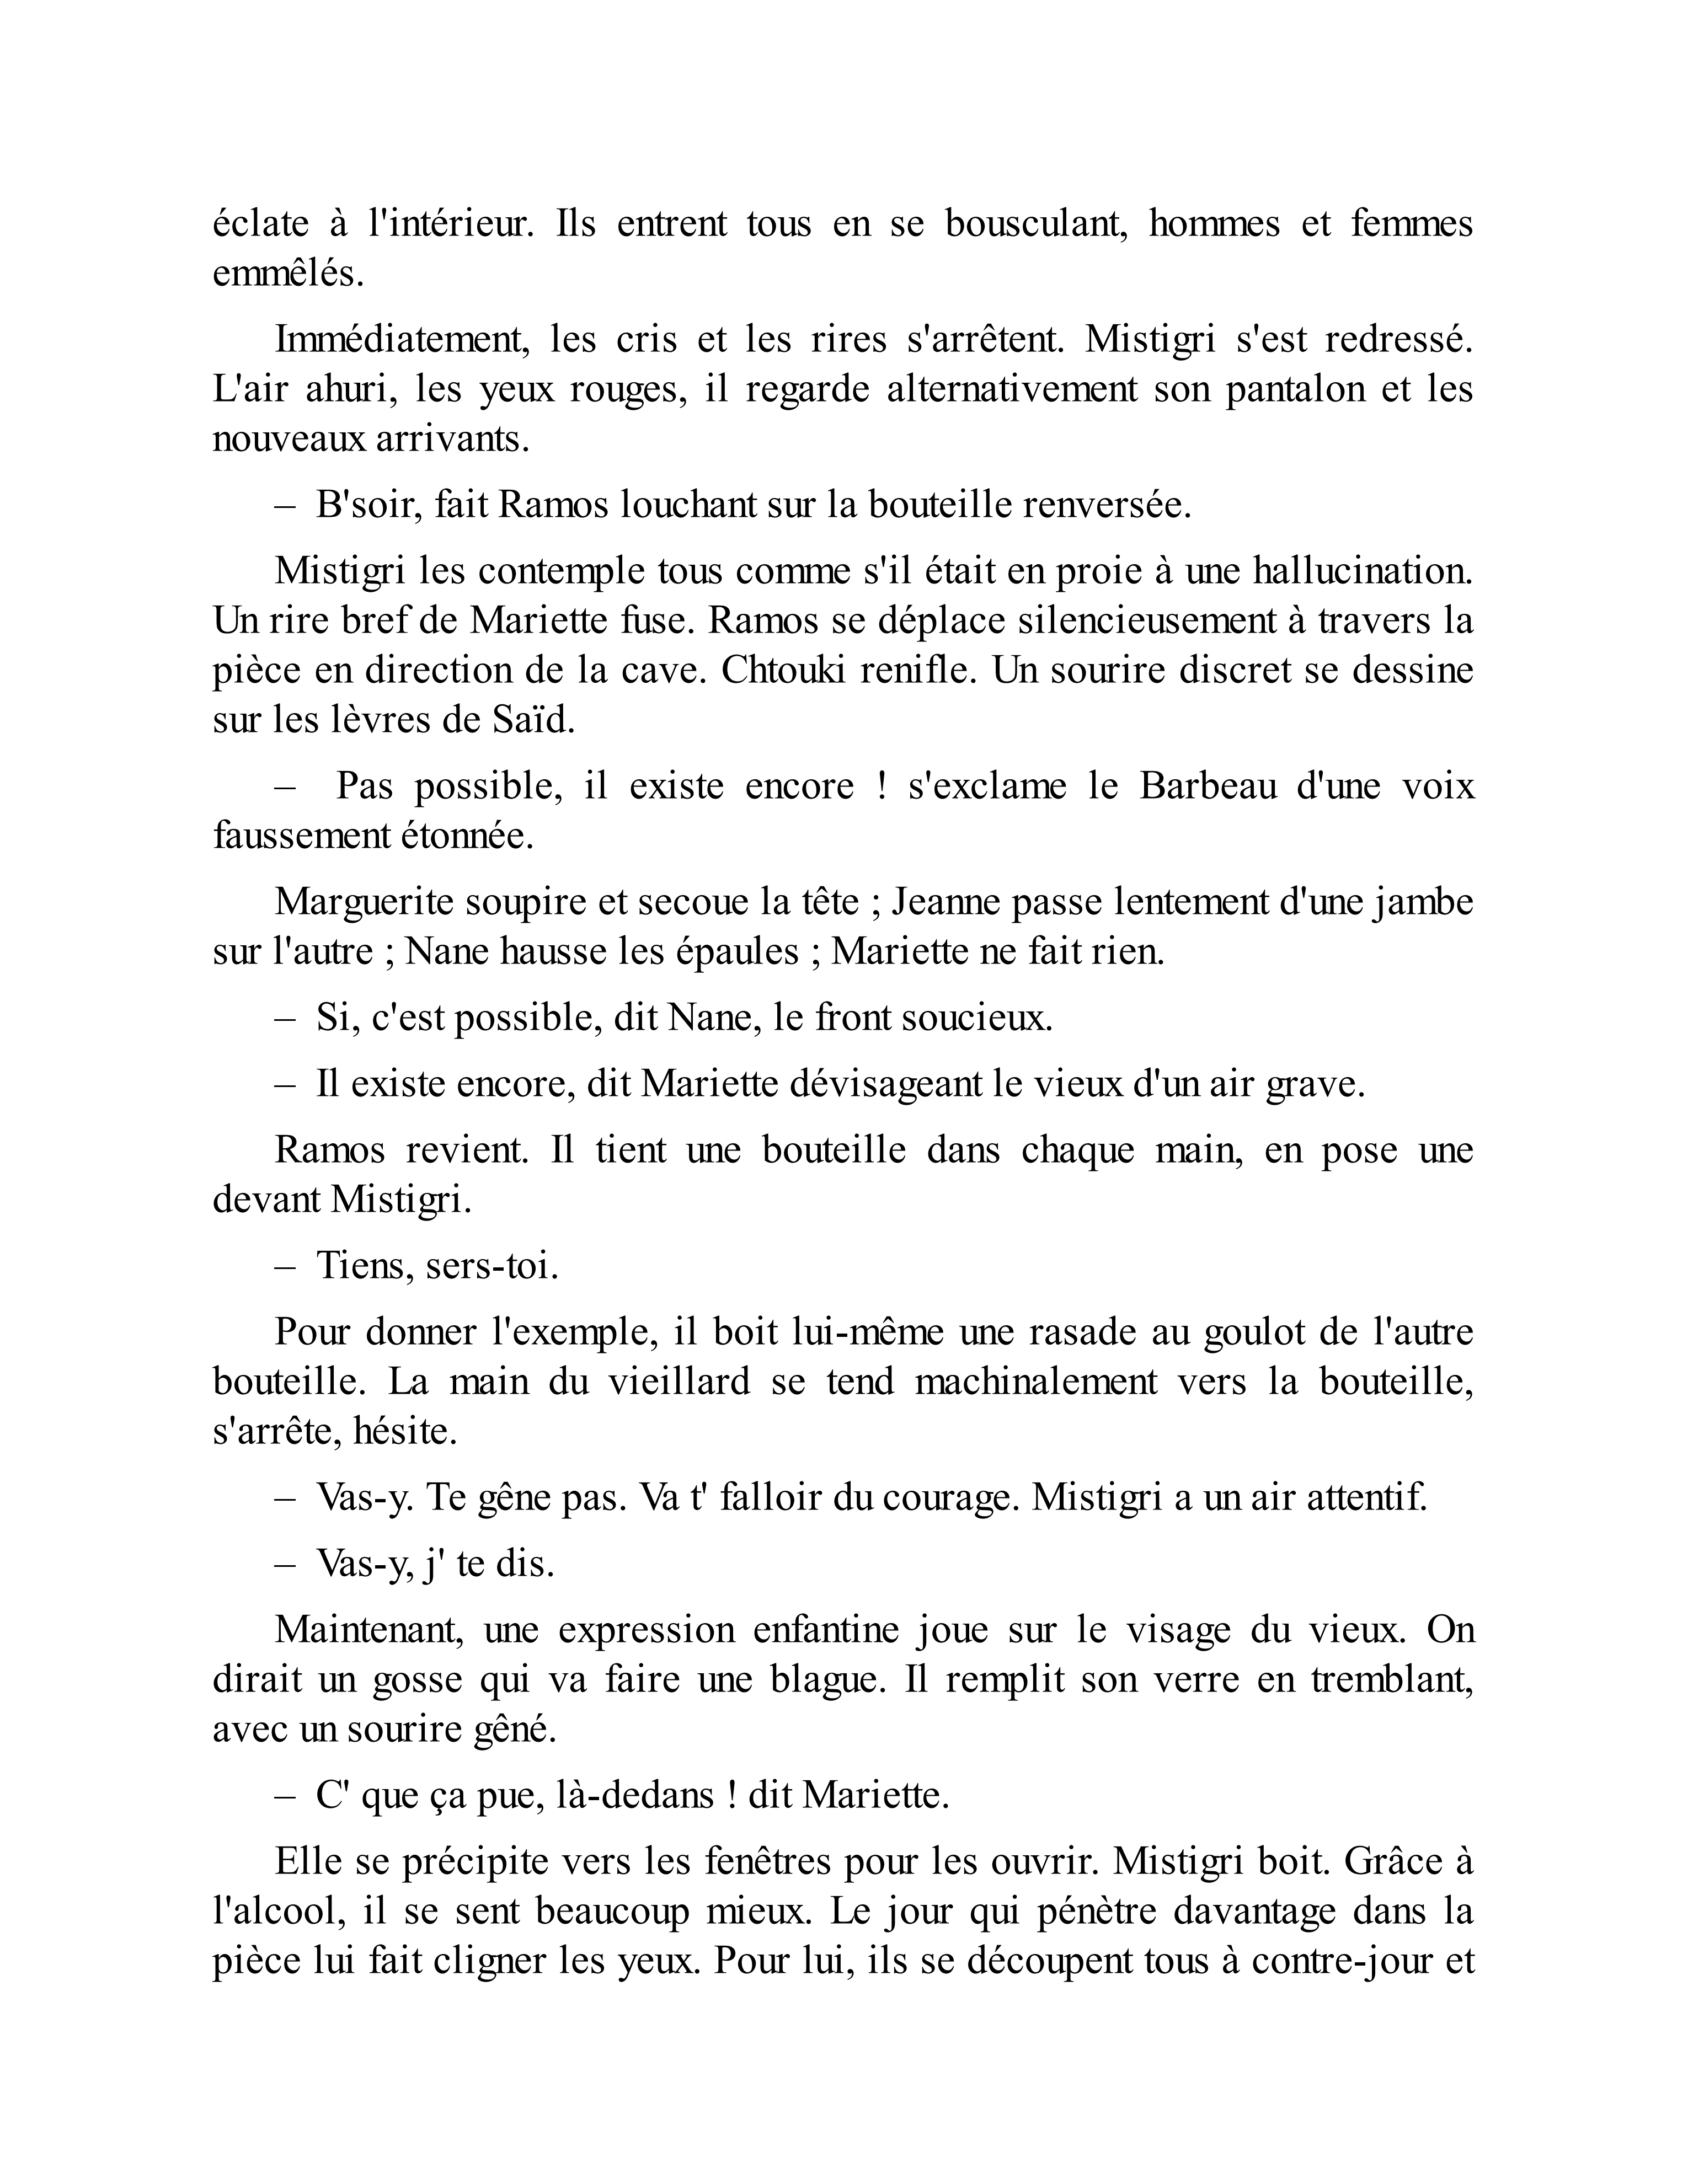 éclate à l'intérieur. Ils entrent tous en se bousculant, hommes et femmes
emmêlés.
Immédiatement, les cris et les rires s'arrêtent. Mistigri s'est redressé.
L'air ahuri, les yeux rouges, il regarde alternativement son pantalon et les
nouveaux arrivants.
– B'soir, fait Ramos louchant sur la bouteille renversée.
Mistigri les contemple tous comme s'il était en proie à une hallucination.
Un rire bref de Mariette fuse. Ramos se déplace silencieusement à travers la
pièce en direction de la cave. Chtouki renifle. Un sourire discret se dessine
sur les lèvres de Saïd.
– Pas possible, il existe encore ! s'exclame le Barbeau d'une voix
faussement étonnée.
Marguerite soupire et secoue la tête ; Jeanne passe lentement d'une jambe
sur l'autre ; Nane hausse les épaules ; Mariette ne fait rien.
– Si, c'est possible, dit Nane, le front soucieux.
– Il existe encore, dit Mariette dévisageant le vieux d'un air grave.
Ramos revient. Il tient une bouteille dans chaque main, en pose une
devant Mistigri.
– Tiens, sers-toi.
Pour donner l'exemple, il boit lui-même une rasade au goulot de l'autre
bouteille. La main du vieillard se tend machinalement vers la bouteille,
s'arrête, hésite.
– Vas-y. Te gêne pas. Va t' falloir du courage. Mistigri a un air attentif.
– Vas-y, j' te dis.
Maintenant, une expression enfantine joue sur le visage du vieux. On
dirait un gosse qui va faire une blague. Il remplit son verre en tremblant,
avec un sourire gêné.
– C' que ça pue, là-dedans ! dit Mariette.
Elle se précipite vers les fenêtres pour les ouvrir. Mistigri boit. Grâce à
l'alcool, il se sent beaucoup mieux. Le jour qui pénètre davantage dans la
pièce lui fait cligner les yeux. Pour lui, ils se découpent tous à contre-jour et